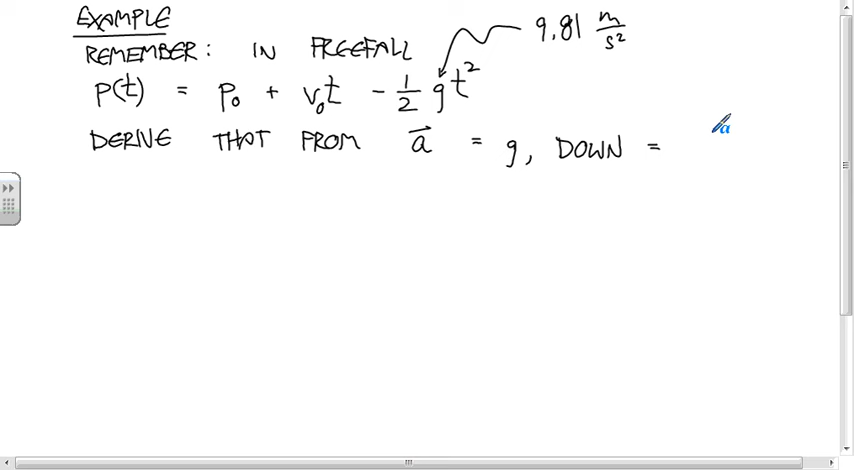 EXAMPLE
REMEMBER: IN FREEFALL 9,81 m/s²
P(t) = p₀ + v₀t - 1/2 gt²
DERIVE THAT FROM a⃗ = g, DOWN =